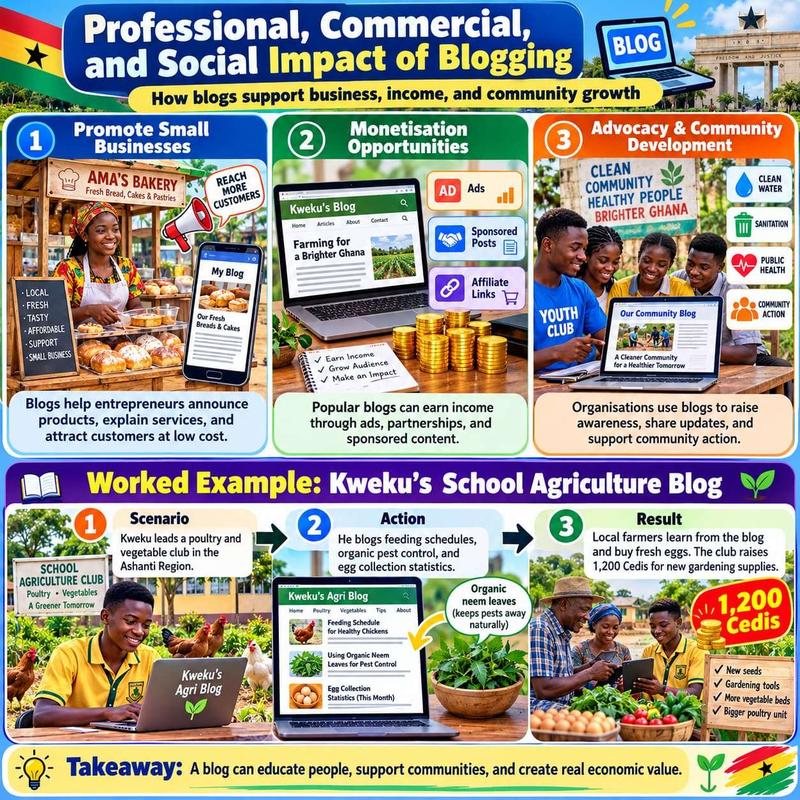 Professional, Commercial,
and Social Impact of Blogging
BLOG
FREEDOM AND JUSTICE
How blogs support business, income, and community growth
1
Promote Small
Businesses
AMA'S BAKERY
Fresh Bread, Cakes & Pastries
REACH
MORE
CUSTOMERS
My Blog
Our Fresh
Breads & Cakes
• LOCAL
• FRESH
• TASTY
• AFFORDABLE
• SUPPORT
• SMALL BUSINESS
Blogs help entrepreneurs announce
products, explain services, and
attract customers at low cost.
2
Monetisation
Opportunities
Kweku's Blog
Home Articles About Contact
Farming for
a Brighter Ghana
AD Ads
Sponsored
Posts
Affiliate
Links
✓ Earn Income
✓ Grow Audience
✓ Make an Impact
Popular blogs can earn income
through ads, partnerships, and
sponsored content.
3
Advocacy & Community
Development
CLEAN
COMMUNITY
HEALTHY PEOPLE
BRIGHTER GHANA
CLEAN
WATER
SANITATION
PUBLIC
HEALTH
COMMUNITY
ACTION
YOUTH
CLUB
Our Community Blog
A Cleaner Community
for a Healthier Tomorrow
Organisations use blogs to raise
awareness, share updates, and
support community action.
Worked Example: Kweku's School Agriculture Blog
1
Scenario
Kweku leads a poultry and
vegetable club in the
Ashanti Region.
SCHOOL
AGRICULTURE CLUB
Poultry • Vegetables
A Greener Tomorrow
Kweku's
Agri Blog
2
Action
He blogs feeding schedules,
organic pest control, and
egg collection statistics.
Kweku's Agri Blog
Home Poultry Vegetables Tips About
Feeding Schedule
for Healthy Chickens
Using Organic Neem
Leaves for Pest Control
Egg Collection
Statistics (This Month)
Organic
neem leaves
(keeps pests away
naturally)
3
Result
Local farmers learn from the blog
and buy fresh eggs. The club raises
1,200 Cedis for new gardening supplies.
1,200
Cedis
✓ New seeds
✓ Gardening tools
✓ More vegetable beds
✓ Bigger poultry unit
Takeaway: A blog can educate people, support communities, and create real economic value.